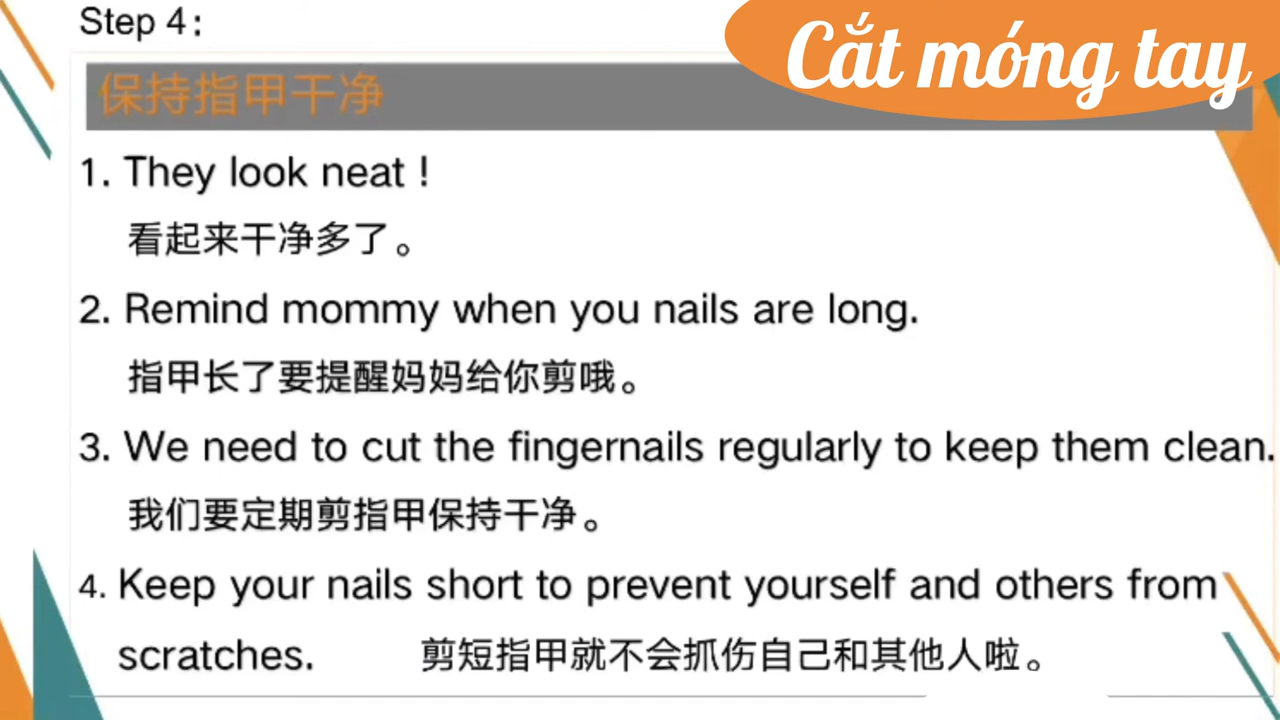 Step 4：
Cắt móng tay
保持指甲干净
1. They look neat！
看起来干净多了。
2. Remind mommy when you nails are long.
指甲长了要提醒妈妈给你剪哦。
3. We need to cut the fingernails regularly to keep them clean.
我们要定期剪指甲保持干净。
4. Keep your nails short to prevent yourself and others from
scratches. 剪短指甲就不会抓伤自己和其他人啦。